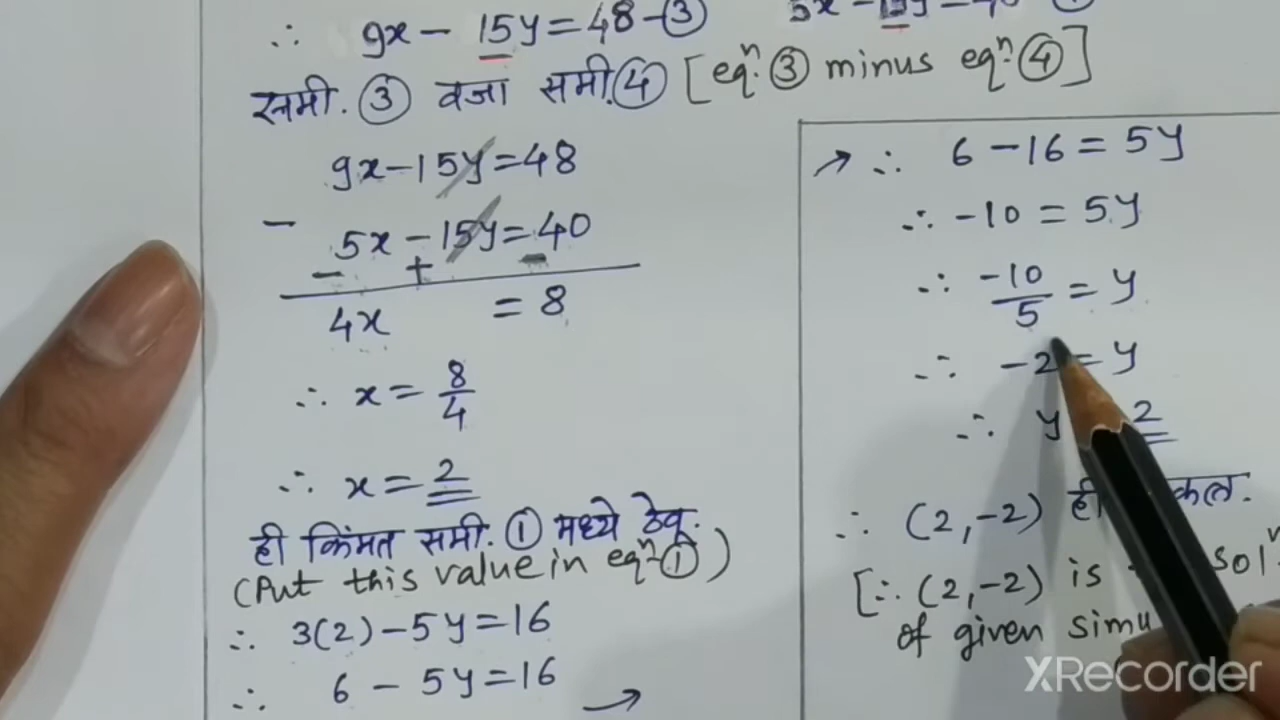 ∴ 9x - 15y = 48 - ③
समी. ③ वजा समी. ④ [eqⁿ. ③ minus eqⁿ. ④]
9x - 15y = 48
- 5x - 15y = 40
- +
4x = 8
∴ x = 8/4
∴ x = 2
ही किंमत समी. ① मध्ये ठेवू.
(Put this value in eqⁿ - ①)
∴ 3(2) - 5y = 16
∴ 6 - 5y = 16 →
→ ∴ 6 - 16 = 5y
∴ -10 = 5y
∴ -10/5 = y
∴ -2 = y
∴ y 2
∴ (2, -2) ही
[∴ (2, -2) is solⁿ
of given simu
XRecorder